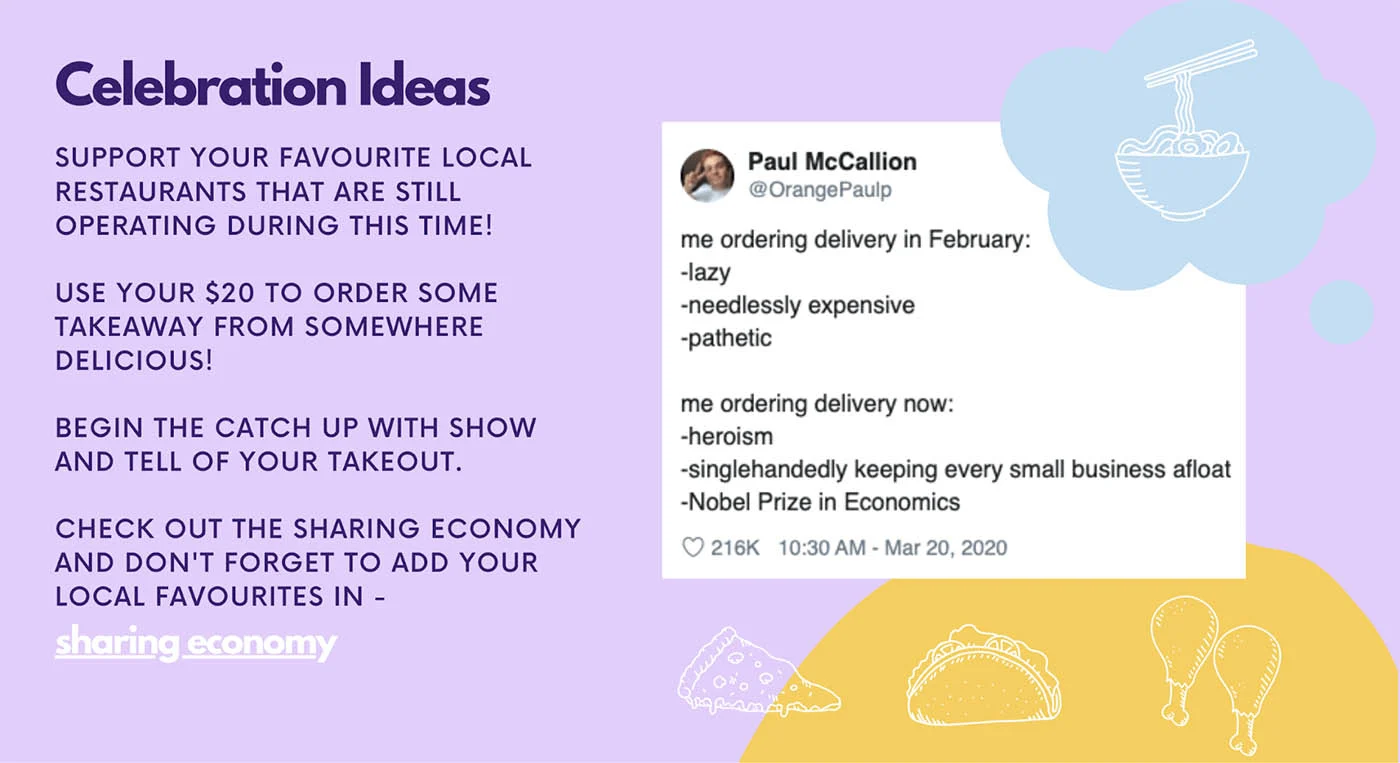 Celebration Ideas
SUPPORT YOUR FAVOURITE LOCAL
RESTAURANTS THAT ARE STILL
OPERATING DURING THIS TIME!
USE YOUR $20 TO ORDER SOME
TAKEAWAY FROM SOMEWHERE
DELICIOUS!
BEGIN THE CATCH UP WITH SHOW
AND TELL OF YOUR TAKEOUT.
CHECK OUT THE SHARING ECONOMY
AND DON'T FORGET TO ADD YOUR
LOCAL FAVOURITES IN -
sharing economy
Paul McCallion
@OrangePaulp
me ordering delivery in February:
-lazy
-needlessly expensive
-pathetic
me ordering delivery now:
-heroism
-singlehandedly keeping every small business afloat
-Nobel Prize in Economics
216K 10:30 AM - Mar 20, 2020